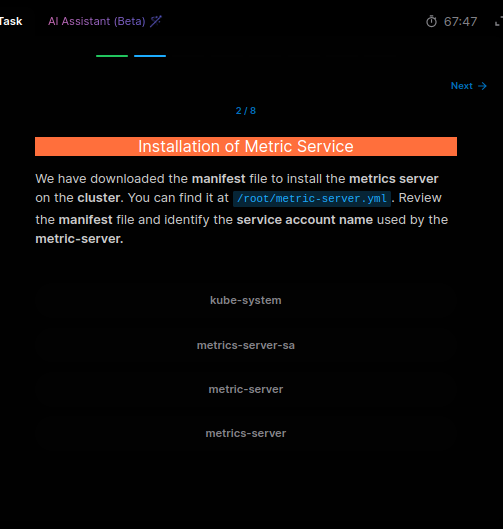 Task AI Assistant (Beta) 67:47
Next →
2 / 8
Installation of Metric Service
We have downloaded the manifest file to install the metrics server
on the cluster. You can find it at /root/metric-server.yml. Review
the manifest file and identify the service account name used by the
metric-server.
kube-system
metrics-server-sa
metric-server
metrics-server